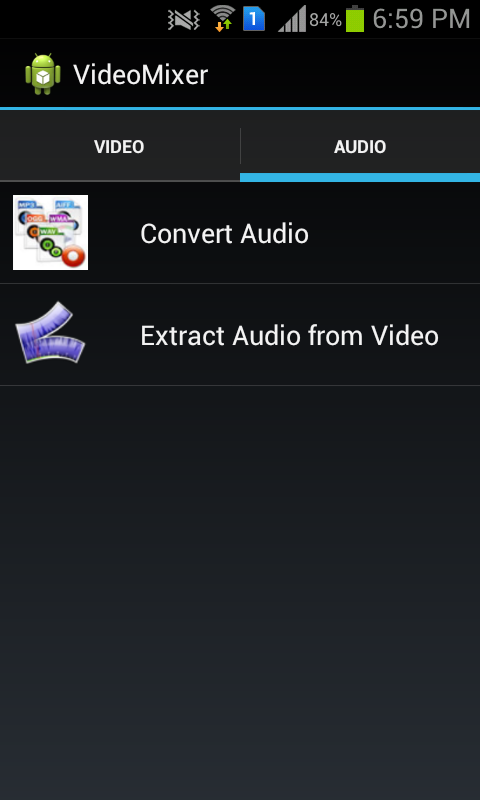 1 84% 6:59 PM
VideoMixer
VIDEO AUDIO
MP3 AIFF
OGG WMA
WAV
Convert Audio
Extract Audio from Video